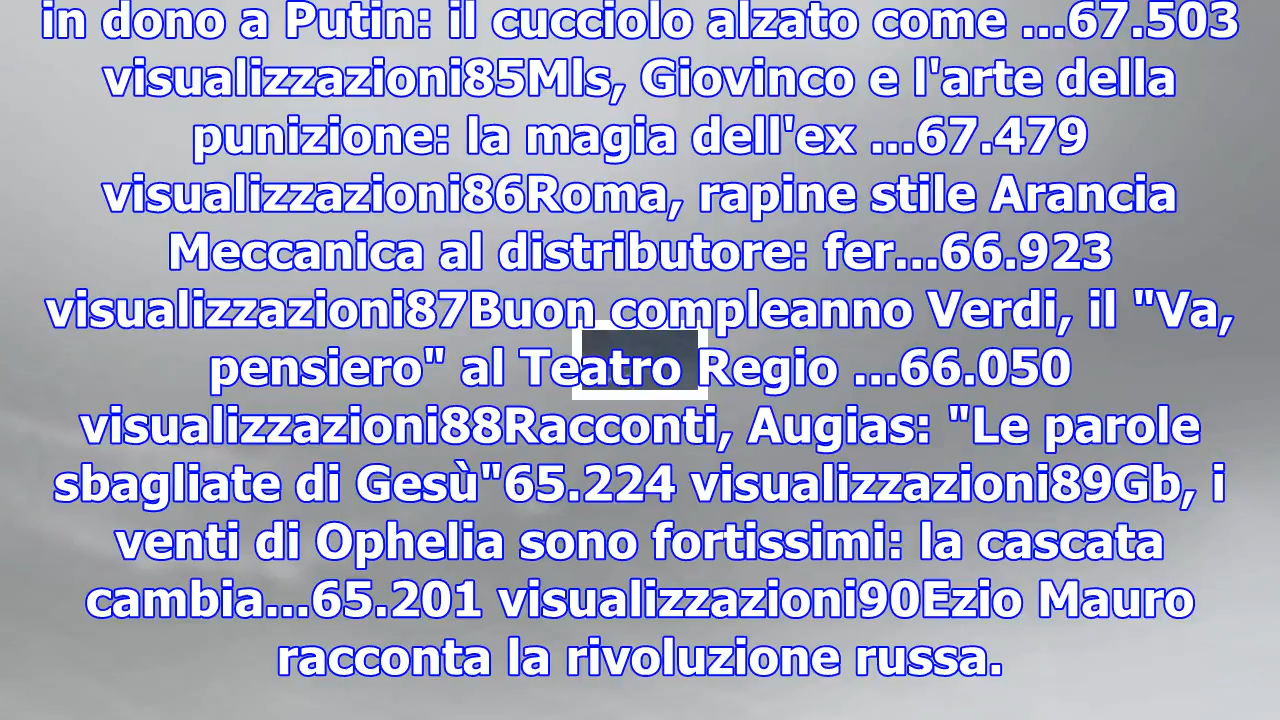 in dono a Putin: il cucciolo alzato come ...67.503
visualizzazioni85Mls, Giovinco e l'arte della
punizione: la magia dell'ex ...67.479
visualizzazioni86Roma, rapine stile Arancia
Meccanica al distributore: fer...66.923
visualizzazioni87Buon compleanno Verdi, il "Va,
pensiero" al Teatro Regio ...66.050
visualizzazioni88Racconti, Augias: "Le parole
sbagliate di Gesù"65.224 visualizzazioni89Gb, i
venti di Ophelia sono fortissimi: la cascata
cambia...65.201 visualizzazioni90Ezio Mauro
racconta la rivoluzione russa.